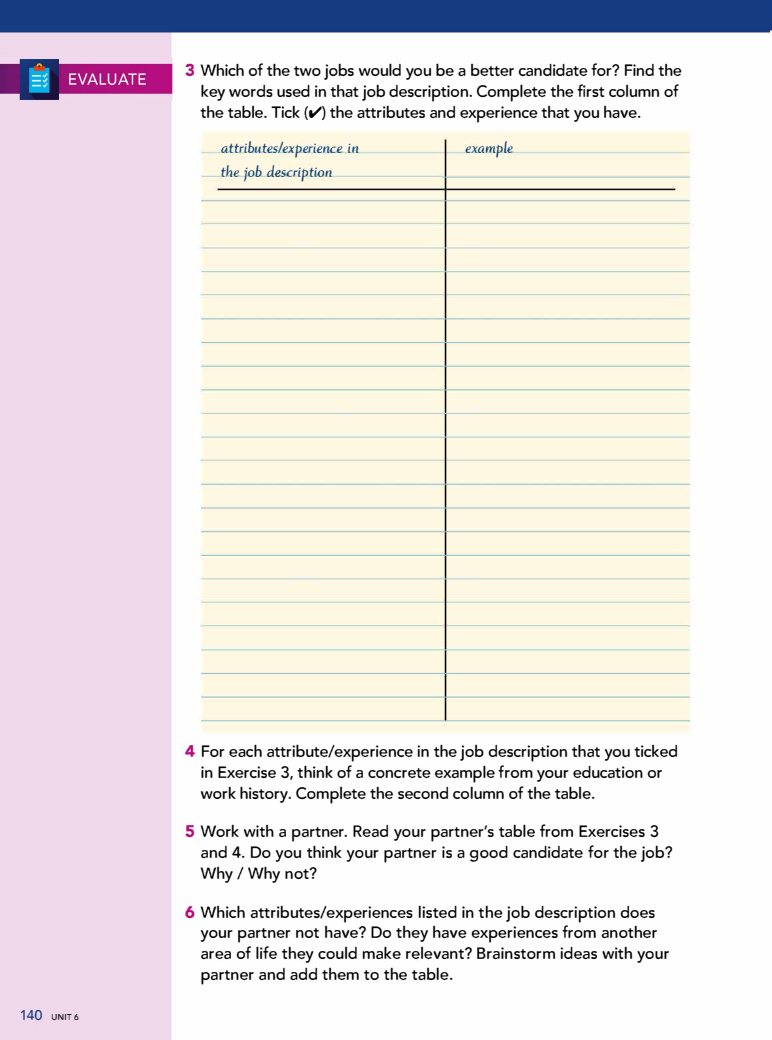 EVALUATE
3 Which of the two jobs would you be a better candidate for? Find the
key words used in that job description. Complete the first column of
the table. Tick (✔) the attributes and experience that you have.
attributes/experience in
the job description
example
4 For each attribute/experience in the job description that you ticked
in Exercise 3, think of a concrete example from your education or
work history. Complete the second column of the table.
5 Work with a partner. Read your partner's table from Exercises 3
and 4. Do you think your partner is a good candidate for the job?
Why / Why not?
6 Which attributes/experiences listed in the job description does
your partner not have? Do they have experiences from another
area of life they could make relevant? Brainstorm ideas with your
partner and add them to the table.
140 UNIT 6